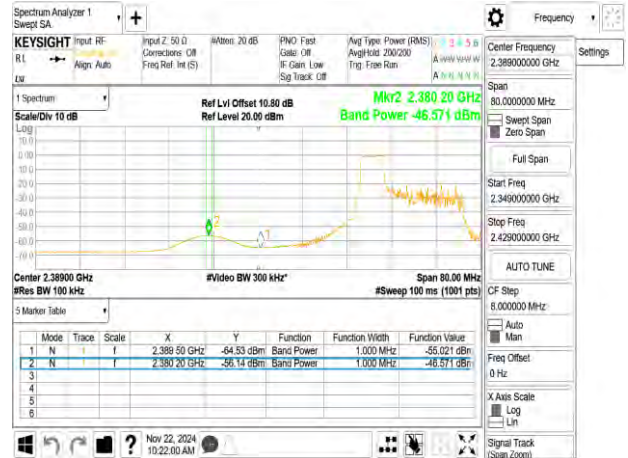 Spectrum Analyzer 1
Swept SA
Frequency
KEYSIGHT
Input: RF
Input Z: 50 Ω
#Atten: 20 dB
PNO: Fast
Avg Type: Power (RMS)
RL
Corrections: Off
Gate: Off
Avg|Hold: 200/200
Align: Auto
Freq Ref: Int (S)
IF Gain: Low
Trig: Free Run
Sig Track: Off
LW
1 Spectrum
Scale/Div 10 dB
Ref Lvl Offset 10.80 dB
Ref Level 20.00 dBm
Mkr2 2.380 20 GHz
Band Power -46.571 dBm
Log
10.0
0.00
-10.0
-20.0
-30.0
-40.0
-50.0
-60.0
-70.0
2
1
Center 2.38900 GHz
#Video BW 300 kHz*
Span 80.00 MHz
#Res BW 100 kHz
#Sweep 100 ms (1001 pts)
5 Marker Table
Mode Trace Scale X Y Function Function Width Function Value
1 N 1 f 2.389 50 GHz -64.53 dBm Band Power 1.000 MHz -55.021 dBm
2 N 1 f 2.380 20 GHz -56.14 dBm Band Power 1.000 MHz -46.571 dBm
3
4
5
6
Nov 22, 2024
10:22:00 AM
Center Frequency
2.389000000 GHz
Settings
Span
80.0000000 MHz
Swept Span
Zero Span
Full Span
Start Freq
2.349000000 GHz
Stop Freq
2.429000000 GHz
AUTO TUNE
CF Step
8.000000 MHz
Auto
Man
Freq Offset
0 Hz
X Axis Scale
Log
Lin
Signal Track
(Span Zoom)